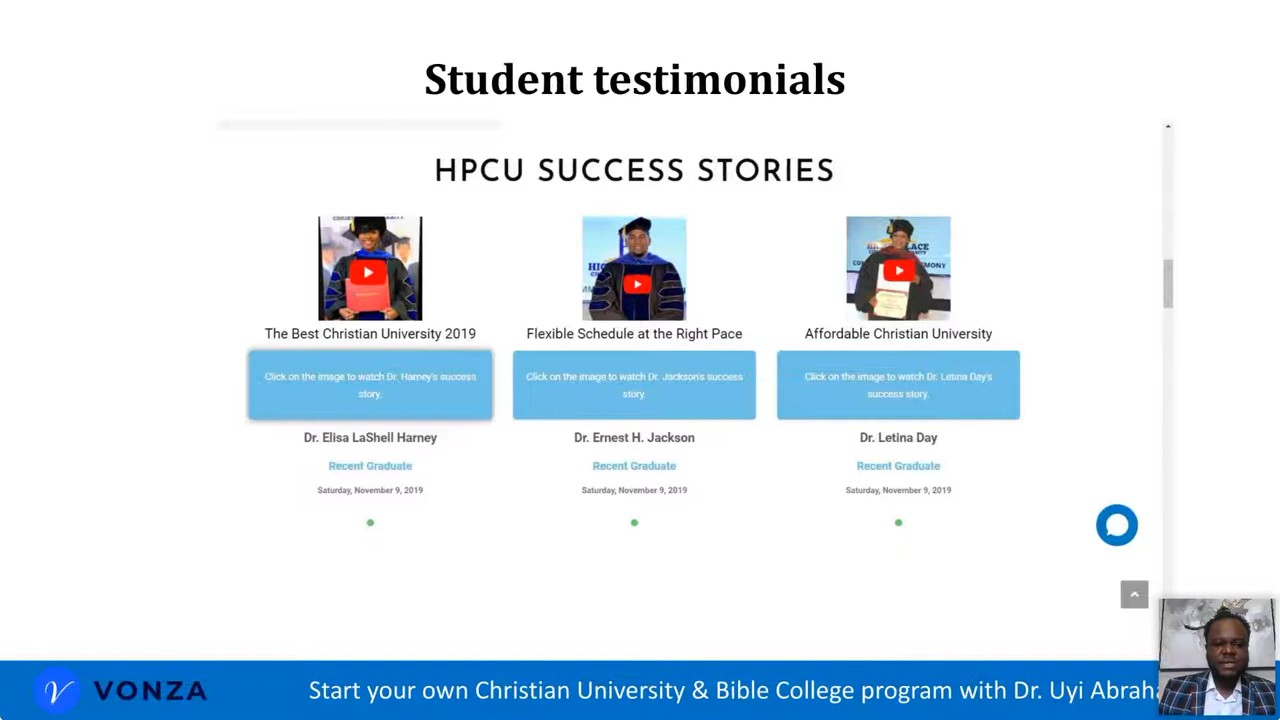 Student testimonials
HPCU SUCCESS STORIES
The Best Christian University 2019
Flexible Schedule at the Right Pace
Affordable Christian University
Click on the image to watch Dr. Harney's success
story.
Click on the image to watch Dr. Jackson's success
story.
Click on the image to watch Dr. Letina Day's
success story.
Dr. Elisa LaShell Harney
Dr. Ernest H. Jackson
Dr. Letina Day
Recent Graduate
Recent Graduate
Recent Graduate
Saturday, November 9, 2019
Saturday, November 9, 2019
Saturday, November 9, 2019
VONZA
Start your own Christian University & Bible College program with Dr. Uyi Abraha